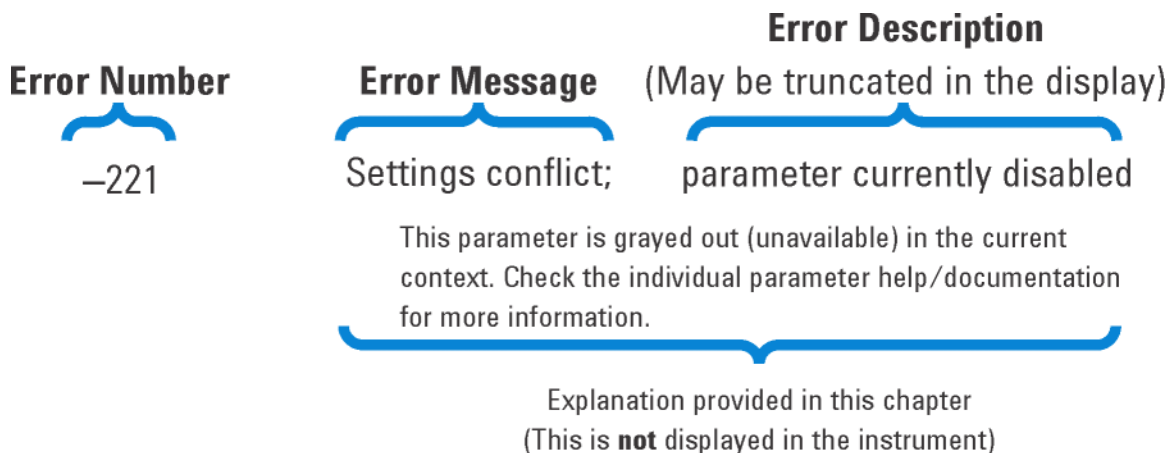 Error Description
Error Number Error Message (May be truncated in the display)
–221 Settings conflict; parameter currently disabled
This parameter is grayed out (unavailable) in the current
context. Check the individual parameter help/documentation
for more information.
Explanation provided in this chapter
(This is not displayed in the instrument)